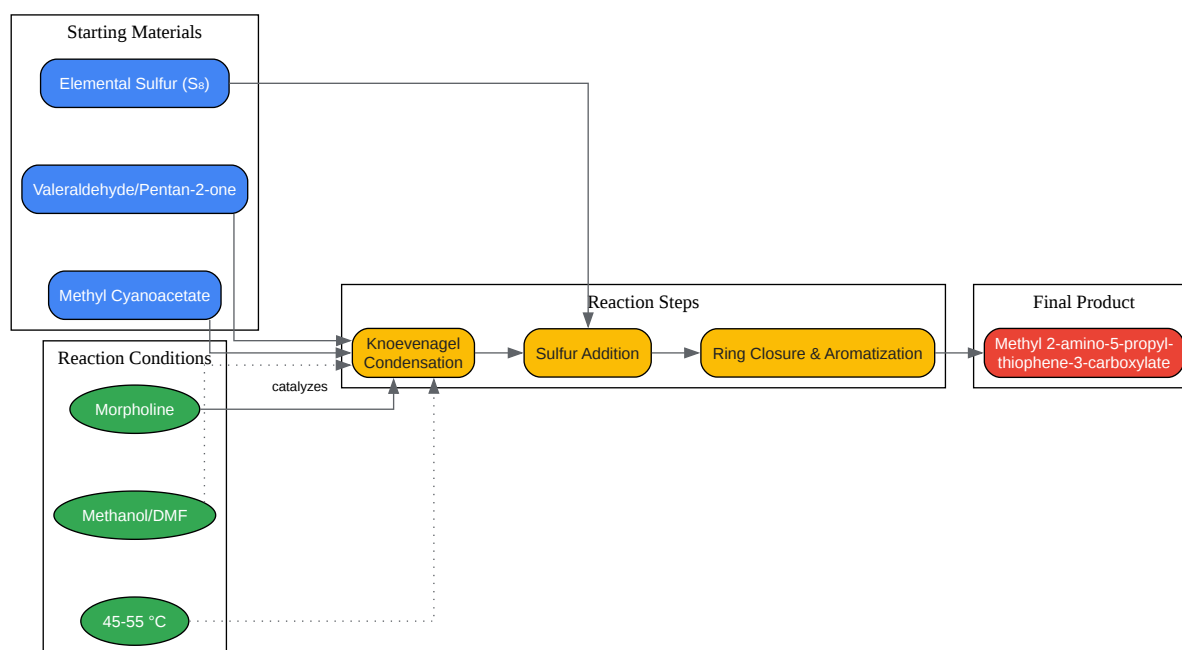 Starting Materials
Elemental Sulfur (S₈)
Valeraldehyde/Pentan-2-one
Methyl Cyanoacetate
Reaction Conditions
Morpholine
Methanol/DMF
45-55 °C
catalyzes
Reaction Steps
Knoevenagel
Condensation
Sulfur Addition
Ring Closure & Aromatization
Final Product
Methyl 2-amino-5-propyl-
thiophene-3-carboxylate